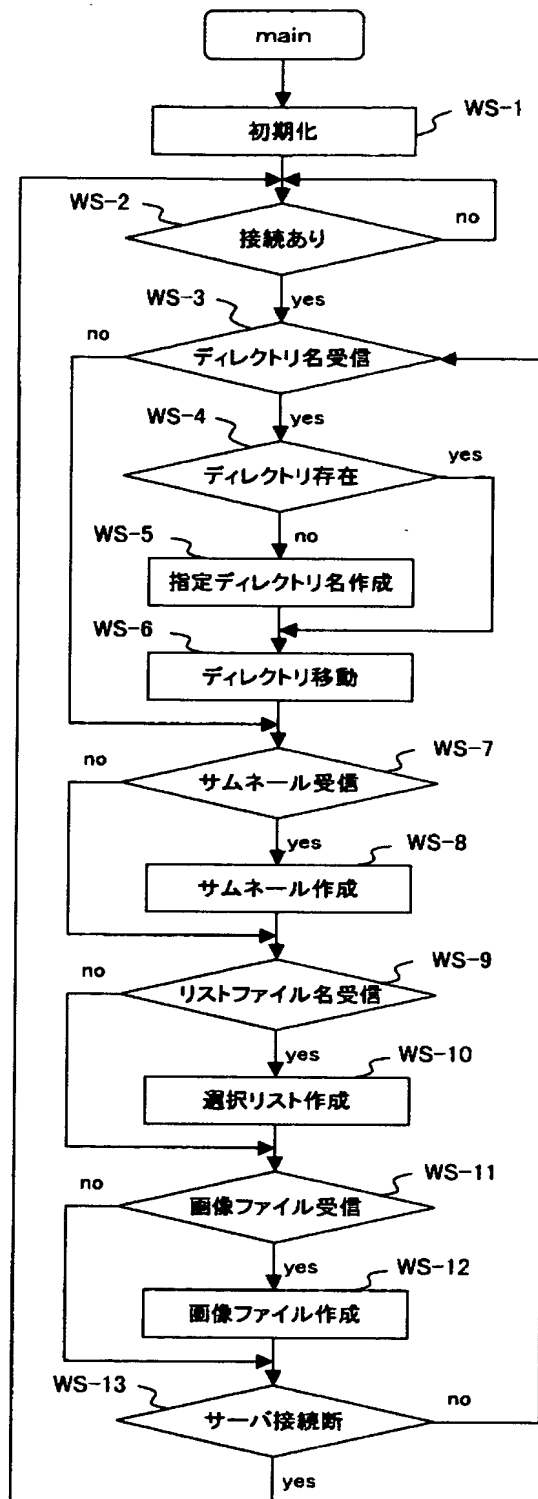 main
WS-1
初期化
WS-2
接続あり
no
yes
WS-3
no
ディレクトリ名受信
yes
WS-4
ディレクトリ存在
yes
no
WS-5
指定ディレクトリ名作成
WS-6
ディレクトリ移動
WS-7
no
サムネール受信
yes
WS-8
サムネール作成
WS-9
no
リストファイル名受信
yes
WS-10
選択リスト作成
WS-11
no
画像ファイル受信
yes
WS-12
画像ファイル作成
WS-13
サーバ接続断
no
yes